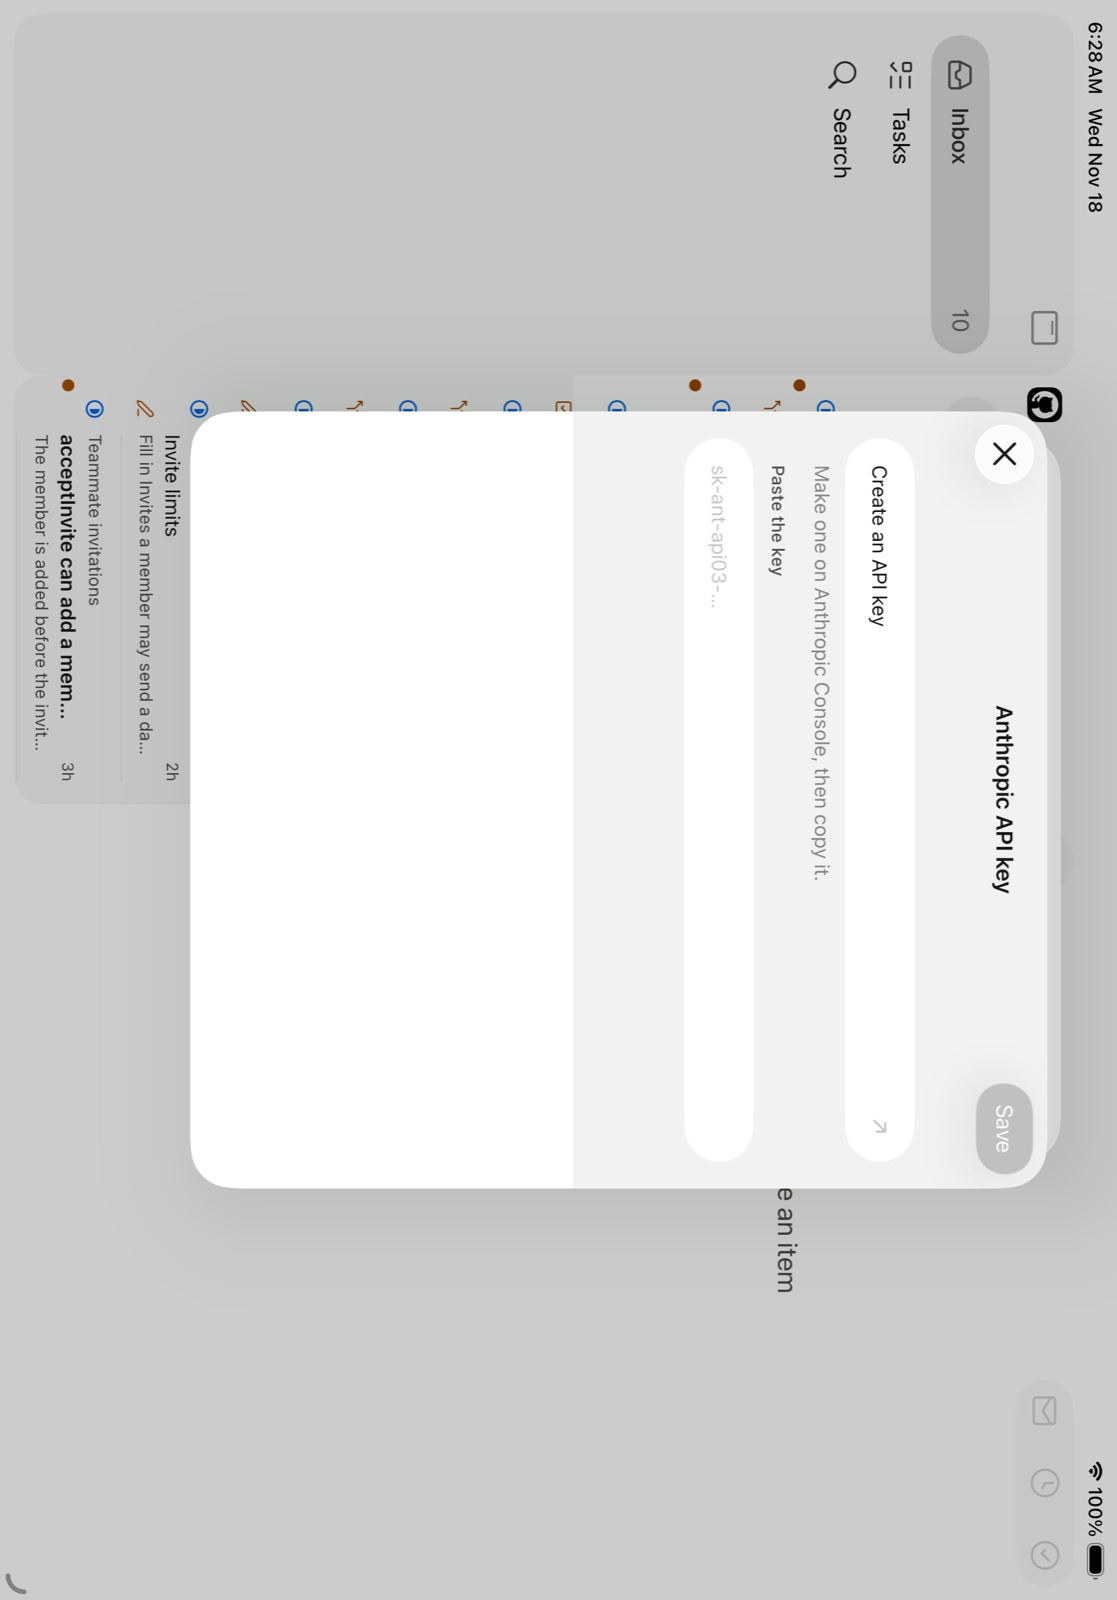 6:28 AM Wed Nov 18
100%
Inbox 10
Tasks
Search
Anthropic API key
Save
Create an API key
Make one on Anthropic Console, then copy it.
Paste the key
sk-ant-api03-...
e an item
Invite limits 2h
Fill in Invites a member may send a da...
Teammate invitations
acceptInvite can add a mem... 3h
The member is added before the invit...